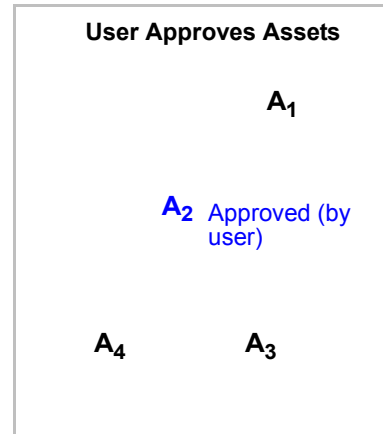 User Approves Assets
A1
A2 Approved (by
user)
A4 A3